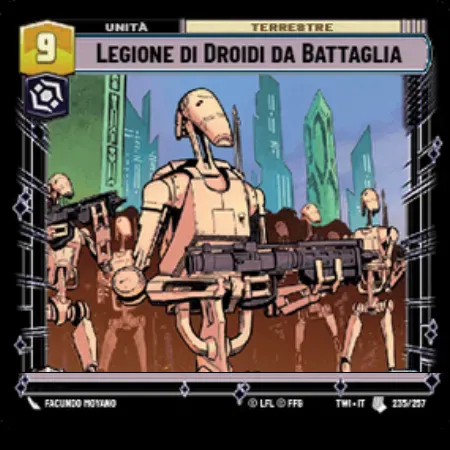 UNITÀ
TERRESTRE
9
LEGIONE DI DROIDI DA BATTAGLIA
FACUNDO MOYANO
© LFL © FFG
TWI • IT
235/257